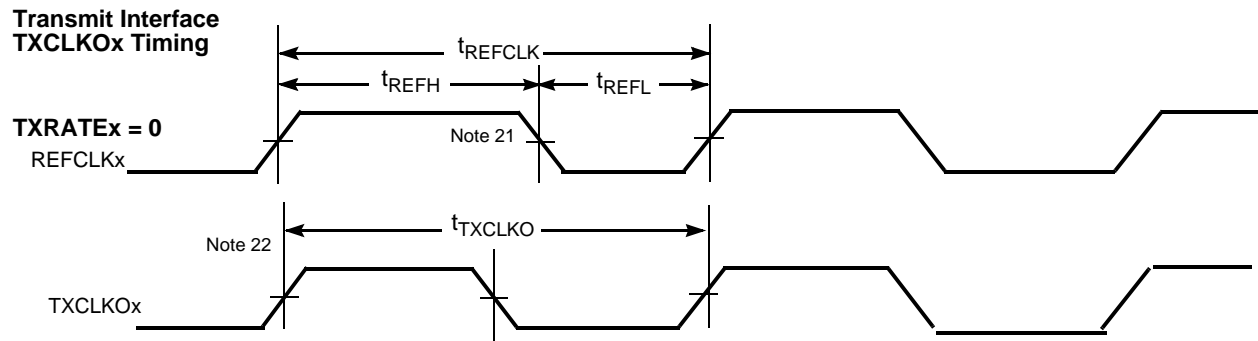 Transmit Interface
TXCLKOx Timing
tREFCLK
tREFH
tREFL
TXRATEx = 0
Note 21
REFCLKx
tTXCLKO
Note 22
TXCLKOx